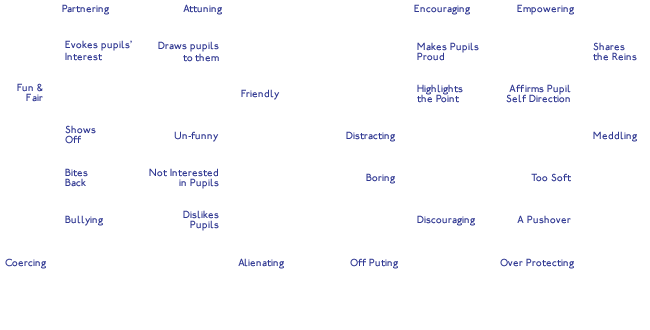 Partnering
Attuning
Encouraging
Empowering
Evokes pupils'
Interest
Draws pupils
to them
Makes Pupils
Proud
Shares
the Reins
Fun &
Fair
Friendly
Highlights
the Point
Affirms Pupil
Self Direction
Shows
Off
Un-funny
Distracting
Meddling
Bites
Back
Not Interested
in Pupils
Boring
Too Soft
Bullying
Dislikes
Pupils
Discouraging
A Pushover
Coercing
Alienating
Off Puting
Over Protecting